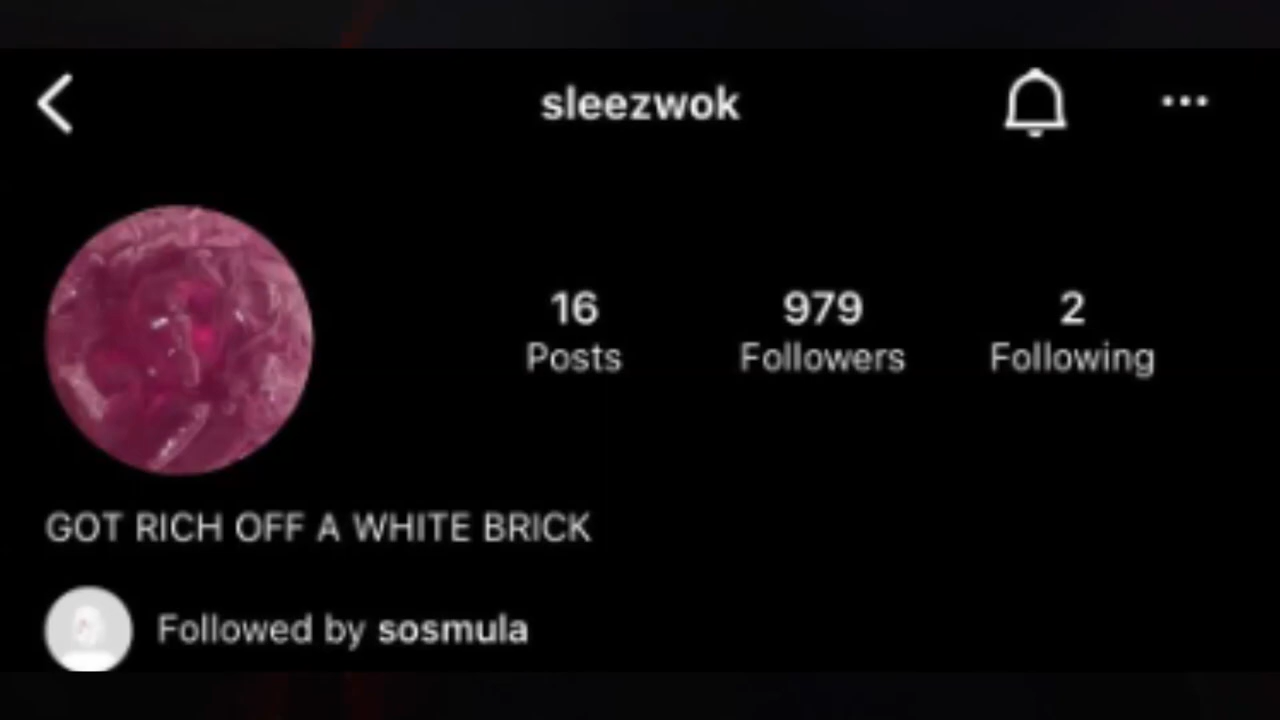 sleezwok
16 979 2
Posts Followers Following
GOT RICH OFF A WHITE BRICK
Followed by sosmula